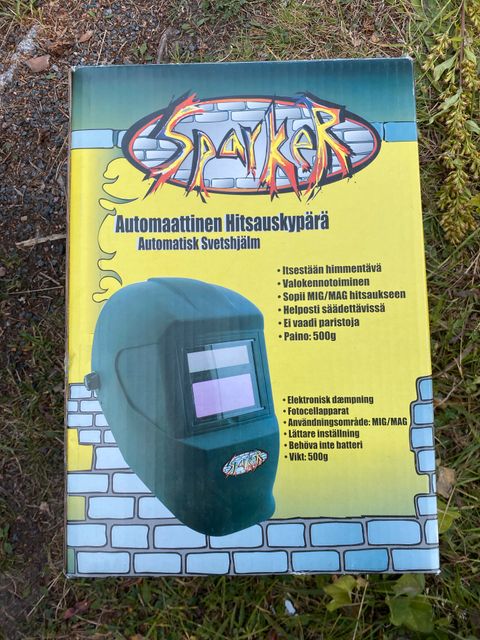 Sparker
Automaattinen Hitsauskypärä
Automatisk Svetshjälm
• Itsestään himmentävä
• Valokennotoiminen
• Sopii MIG/MAG hitsaukseen
• Helposti säädettävissä
• Ei vaadi paristoja
• Paino: 500g
• Elektronisk dæmpning
• Fotocellapparat
• Användningsområde: MIG/MAG
• Lättare inställning
• Behöva inte batteri
• Vikt: 500g
Sparker